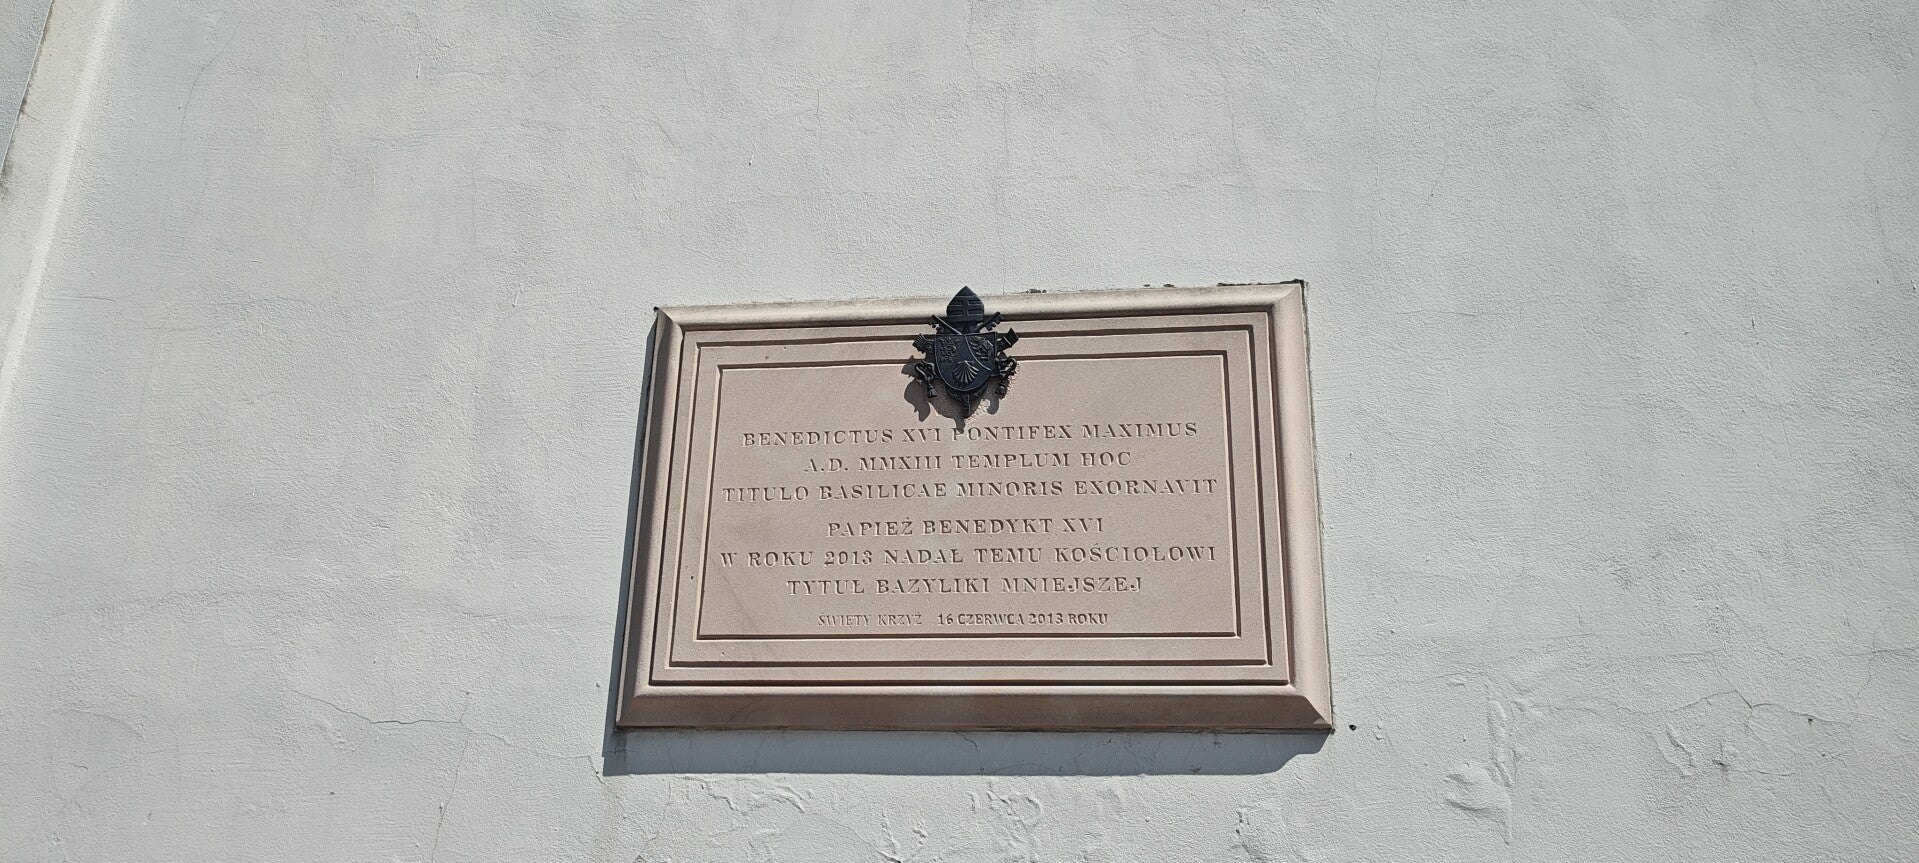 BENEDICTUS XVI PONTIFEX MAXIMUS
A.D. MMXIII TEMPLUM HOC
TITULO BASILICAE MINORIS EXORNAVIT
PAPIEŻ BENEDYKT XVI
W ROKU 2013 NADAŁ TEMU KOŚCIOŁOWI
TYTUŁ BAZYLIKI MNIEJSZEJ
ŚWIĘTY KRZYŻ 16 CZERWCA 2013 ROKU